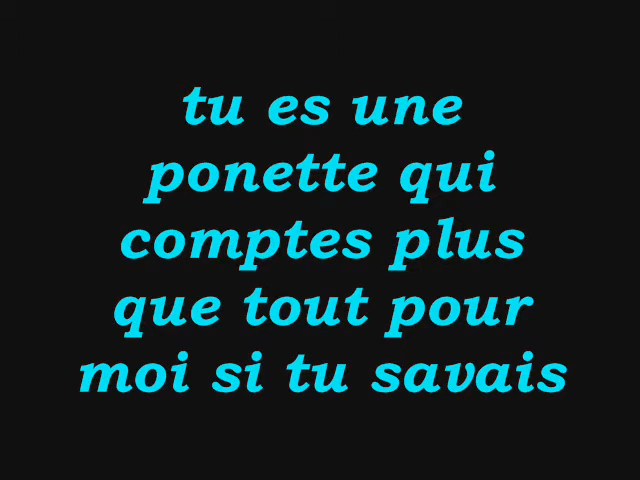 tu es une
ponette qui
comptes plus
que tout pour
moi si tu savais